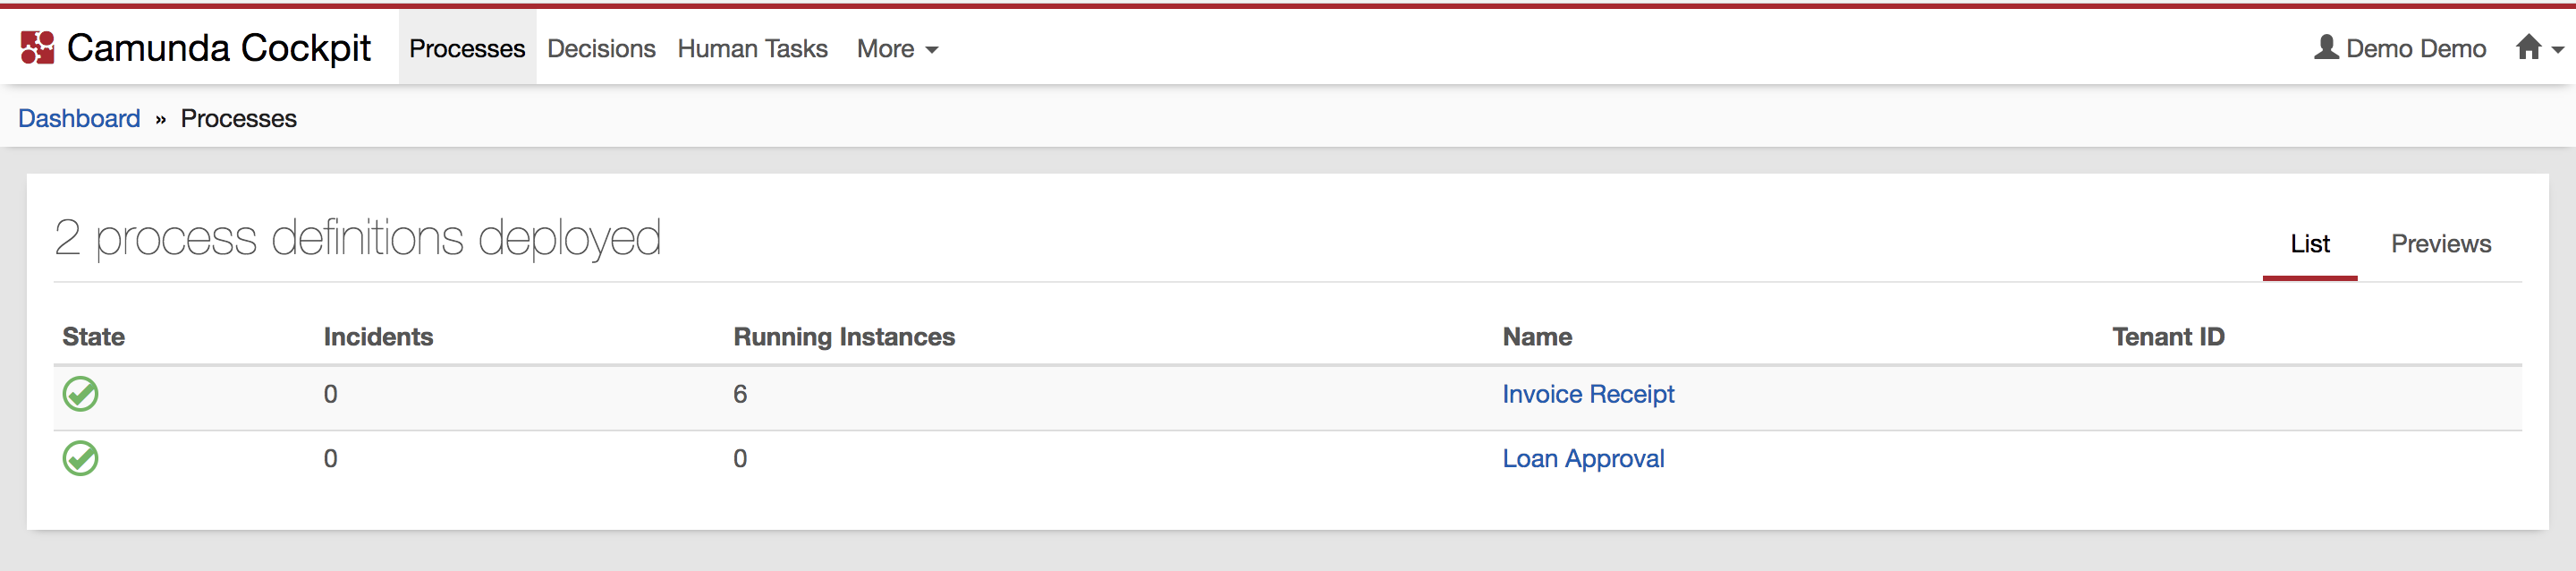 Camunda Cockpit Processes Decisions Human Tasks More Demo Demo
Dashboard » Processes
2 process definitions deployed List Previews
State Incidents Running Instances Name Tenant ID
0 6 Invoice Receipt
0 0 Loan Approval